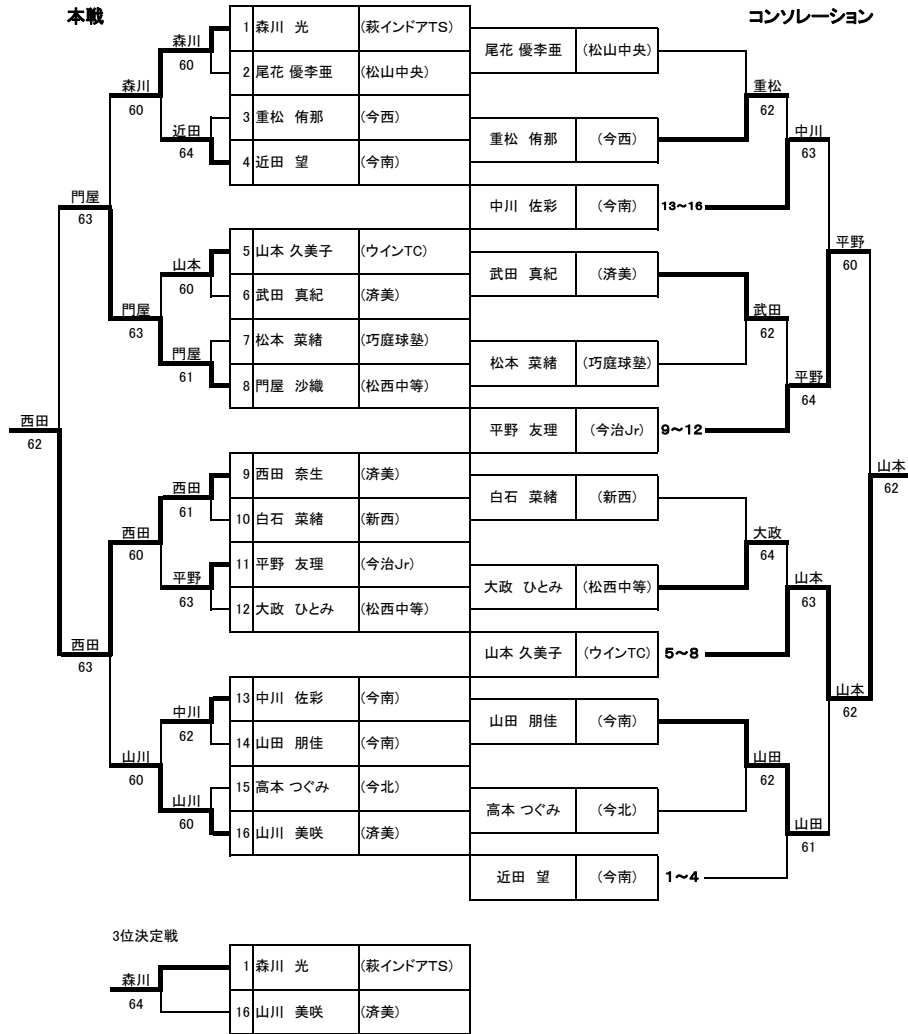 本戦 コンソレーション
森川 1 森川 光 (萩インドアTS)
60 尾花 優李亜 (松山中央)
森川 2 尾花 優李亜 (松山中央) 重松
60 62
近田 3 重松 侑那 (今西) 中川
64 重松 侑那 (今西) 63
4 近田 望 (今南)
門屋 中川 佐彩 (今南) 13~16
63
山本 5 山本 久美子 (ウインTC) 平野
60 武田 真紀 (済美) 60
門屋 6 武田 真紀 (済美) 武田
63 62
門屋 7 松本 菜緒 (巧庭球塾) 平野
61 松本 菜緒 (巧庭球塾) 64
8 門屋 沙織 (松西中等)
西田 平野 友理 (今治Jr) 9~12
62
西田 9 西田 奈生 (済美) 山本
61 白石 菜緒 (新西) 62
西田 10 白石 菜緒 (新西) 大政
60 64
平野 11 平野 友理 (今治Jr) 山本
63 大政 ひとみ (松西中等) 63
12 大政 ひとみ (松西中等)
西田 山本 久美子 (ウインTC) 5~8
63
中川 13 中川 佐彩 (今南) 山本
62 山田 朋佳 (今南) 62
山川 14 山田 朋佳 (今南) 山田
60 62
山川 15 高本 つぐみ (今北) 山田
60 高本 つぐみ (今北) 61
16 山川 美咲 (済美)
近田 望 (今南) 1~4
3位決定戦
森川 1 森川 光 (萩インドアTS)
64 16 山川 美咲 (済美)